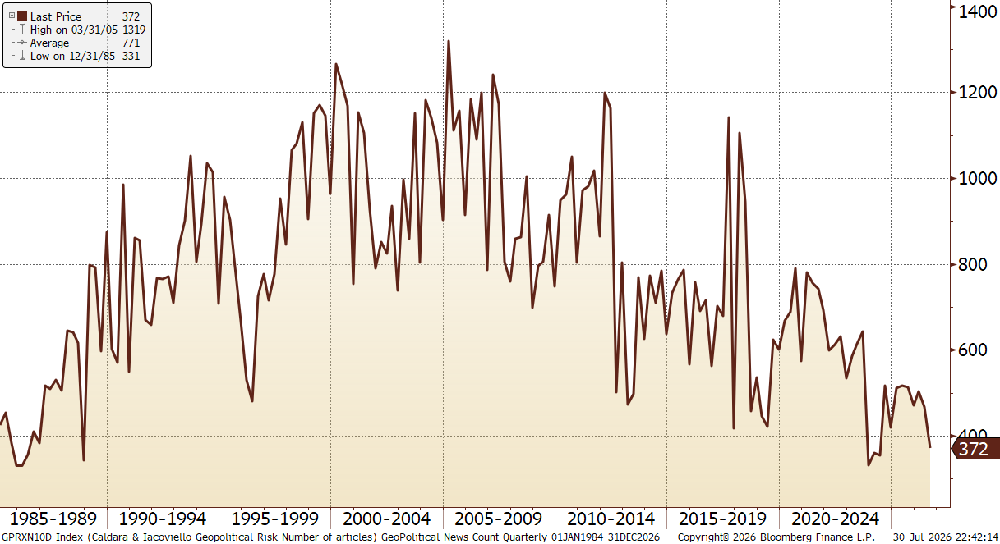 Last Price 372
High on 03/31/05 1319
Average 771
Low on 12/31/85 331
1400
1200
1000
800
600
400
372
1985-1989 1990-1994 1995-1999 2000-2004 2005-2009 2010-2014 2015-2019 2020-2024
GPRXN10D Index (Caldara & Iacoviello Geopolitical Risk Number of articles) GeoPolitical News Count Quarterly 01JAN1984-31DEC2026 Copyright© 2026 Bloomberg Finance L.P. 30-Jul-2026 22:42:14